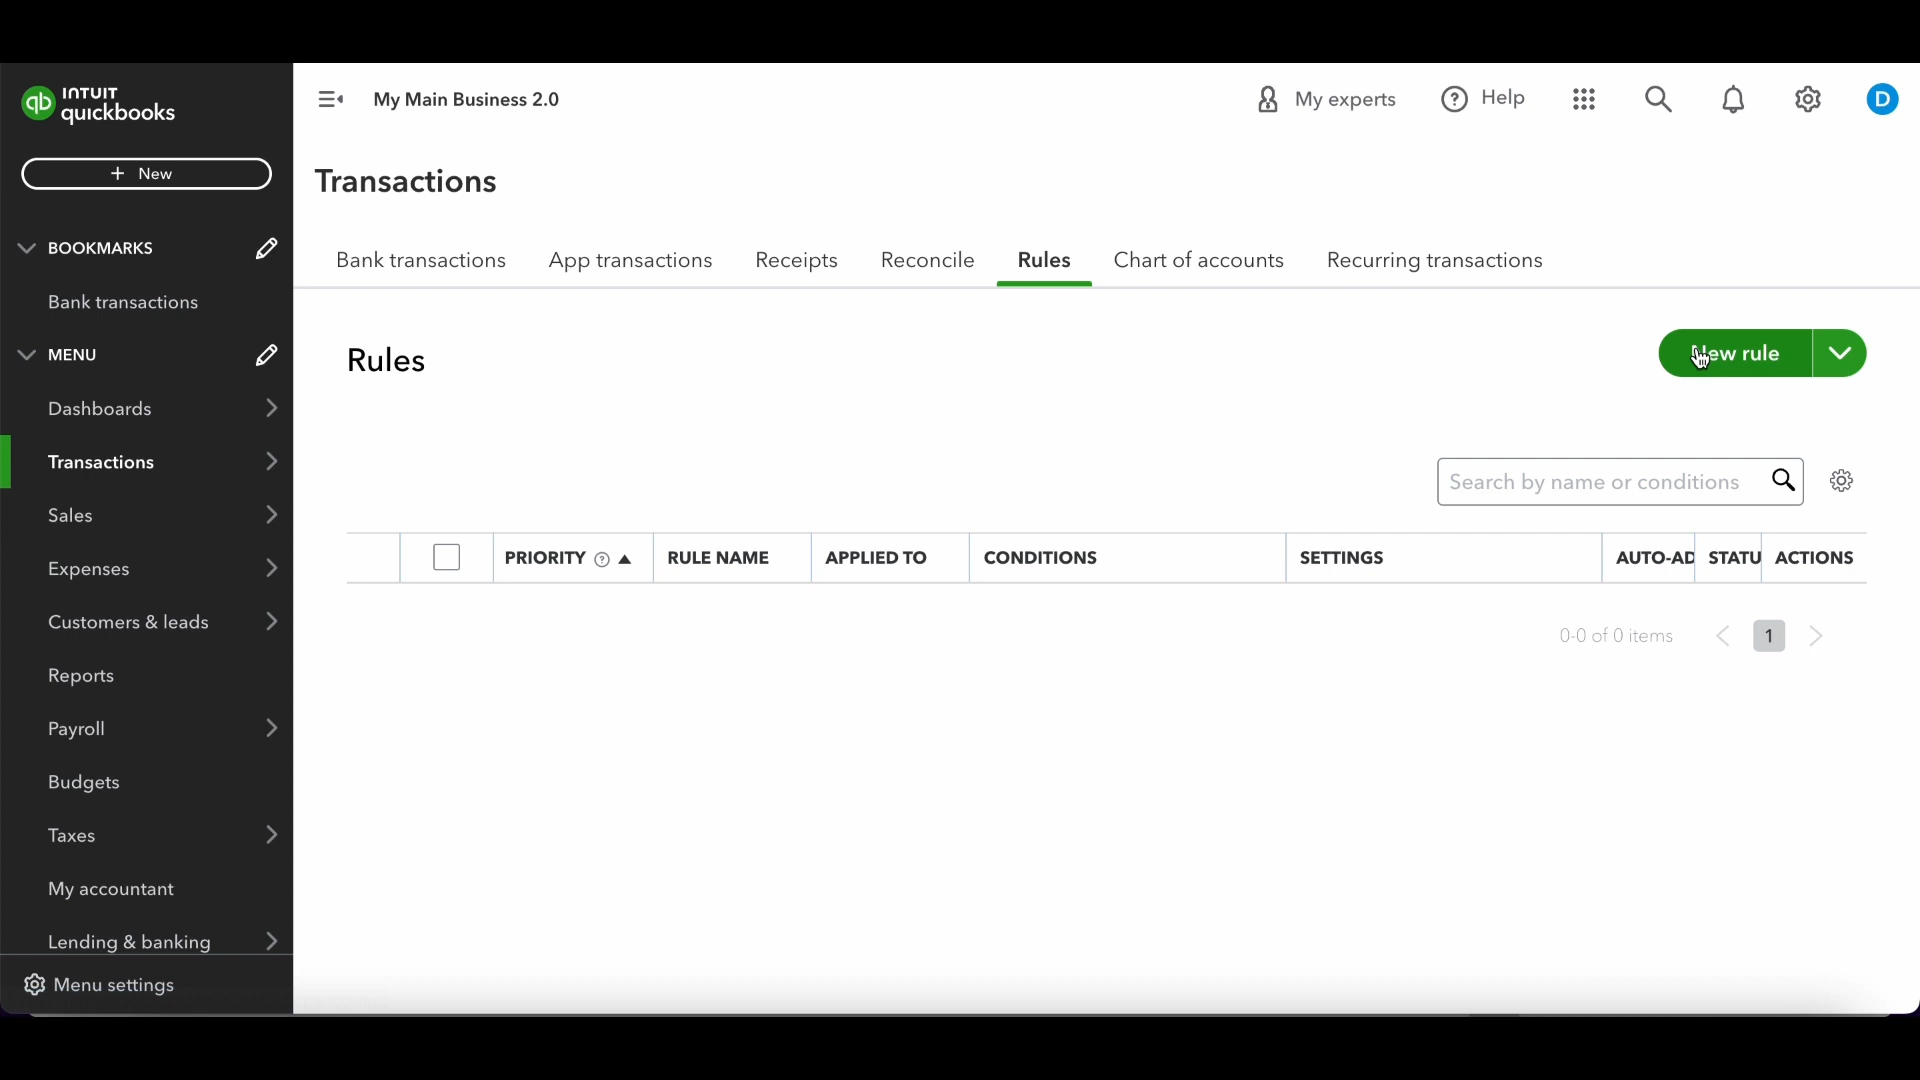 INTUIT
quickbooks
My Main Business 2.0
My experts
Help
D
+ New
Transactions
BOOKMARKS
Bank transactions
App transactions
Receipts
Reconcile
Rules
Chart of accounts
Recurring transactions
Bank transactions
MENU
Rules
New rule
Dashboards
Transactions
Search by name or conditions
Sales
PRIORITY
RULE NAME
APPLIED TO
CONDITIONS
SETTINGS
AUTO-AD
STATU
ACTIONS
Expenses
Customers & leads
0-0 of 0 items
1
Reports
Payroll
Budgets
Taxes
My accountant
Lending & banking
Menu settings